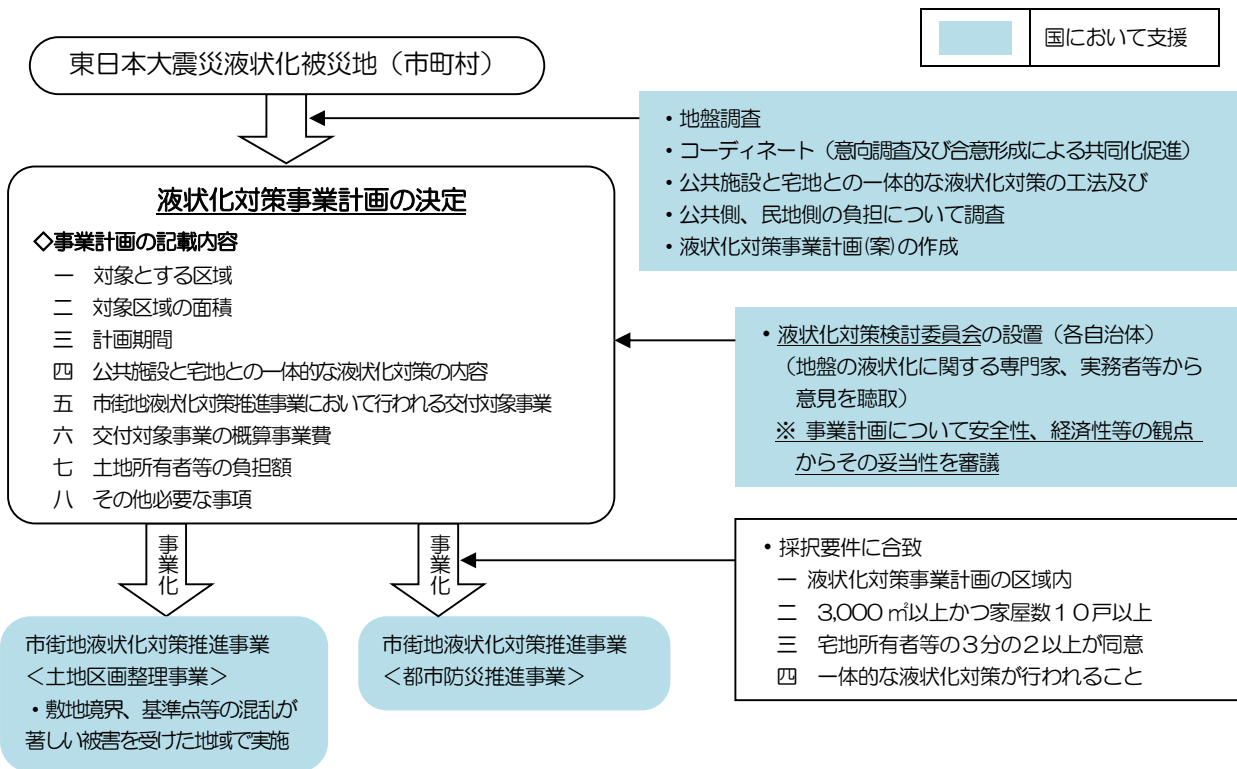 国において支援
東日本大震災液状化被災地（市町村）
・地盤調査
・コーディネート（意向調査及び合意形成による共同化促進）
・公共施設と宅地との一体的な液状化対策の工法及び
・公共側、民地側の負担について調査
・液状化対策事業計画(案)の作成
液状化対策事業計画の決定
◇事業計画の記載内容
一 対象とする区域
二 対象区域の面積
三 計画期間
四 公共施設と宅地との一体的な液状化対策の内容
五 市街地液状化対策推進事業において行われる交付対象事業
六 交付対象事業の概算事業費
七 土地所有者等の負担額
八 その他必要な事項
・液状化対策検討委員会の設置（各自治体）
（地盤の液状化に関する専門家、実務者等から
意見を聴取）
※ 事業計画について安全性、経済性等の観点
からその妥当性を審議
事業化
事業化
・採択要件に合致
一 液状化対策事業計画の区域内
二 3,000㎡以上かつ家屋数１０戸以上
三 宅地所有者等の３分の２以上が同意
四 一体的な液状化対策が行われること
市街地液状化対策推進事業
＜土地区画整理事業＞
・敷地境界、基準点等の混乱が
著しい被害を受けた地域で実施
市街地液状化対策推進事業
＜都市防災推進事業＞